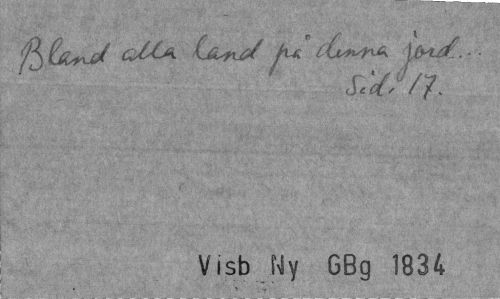 Bland alla land på denna jord...
Sid. 17.
Visb Ny GBg 1834